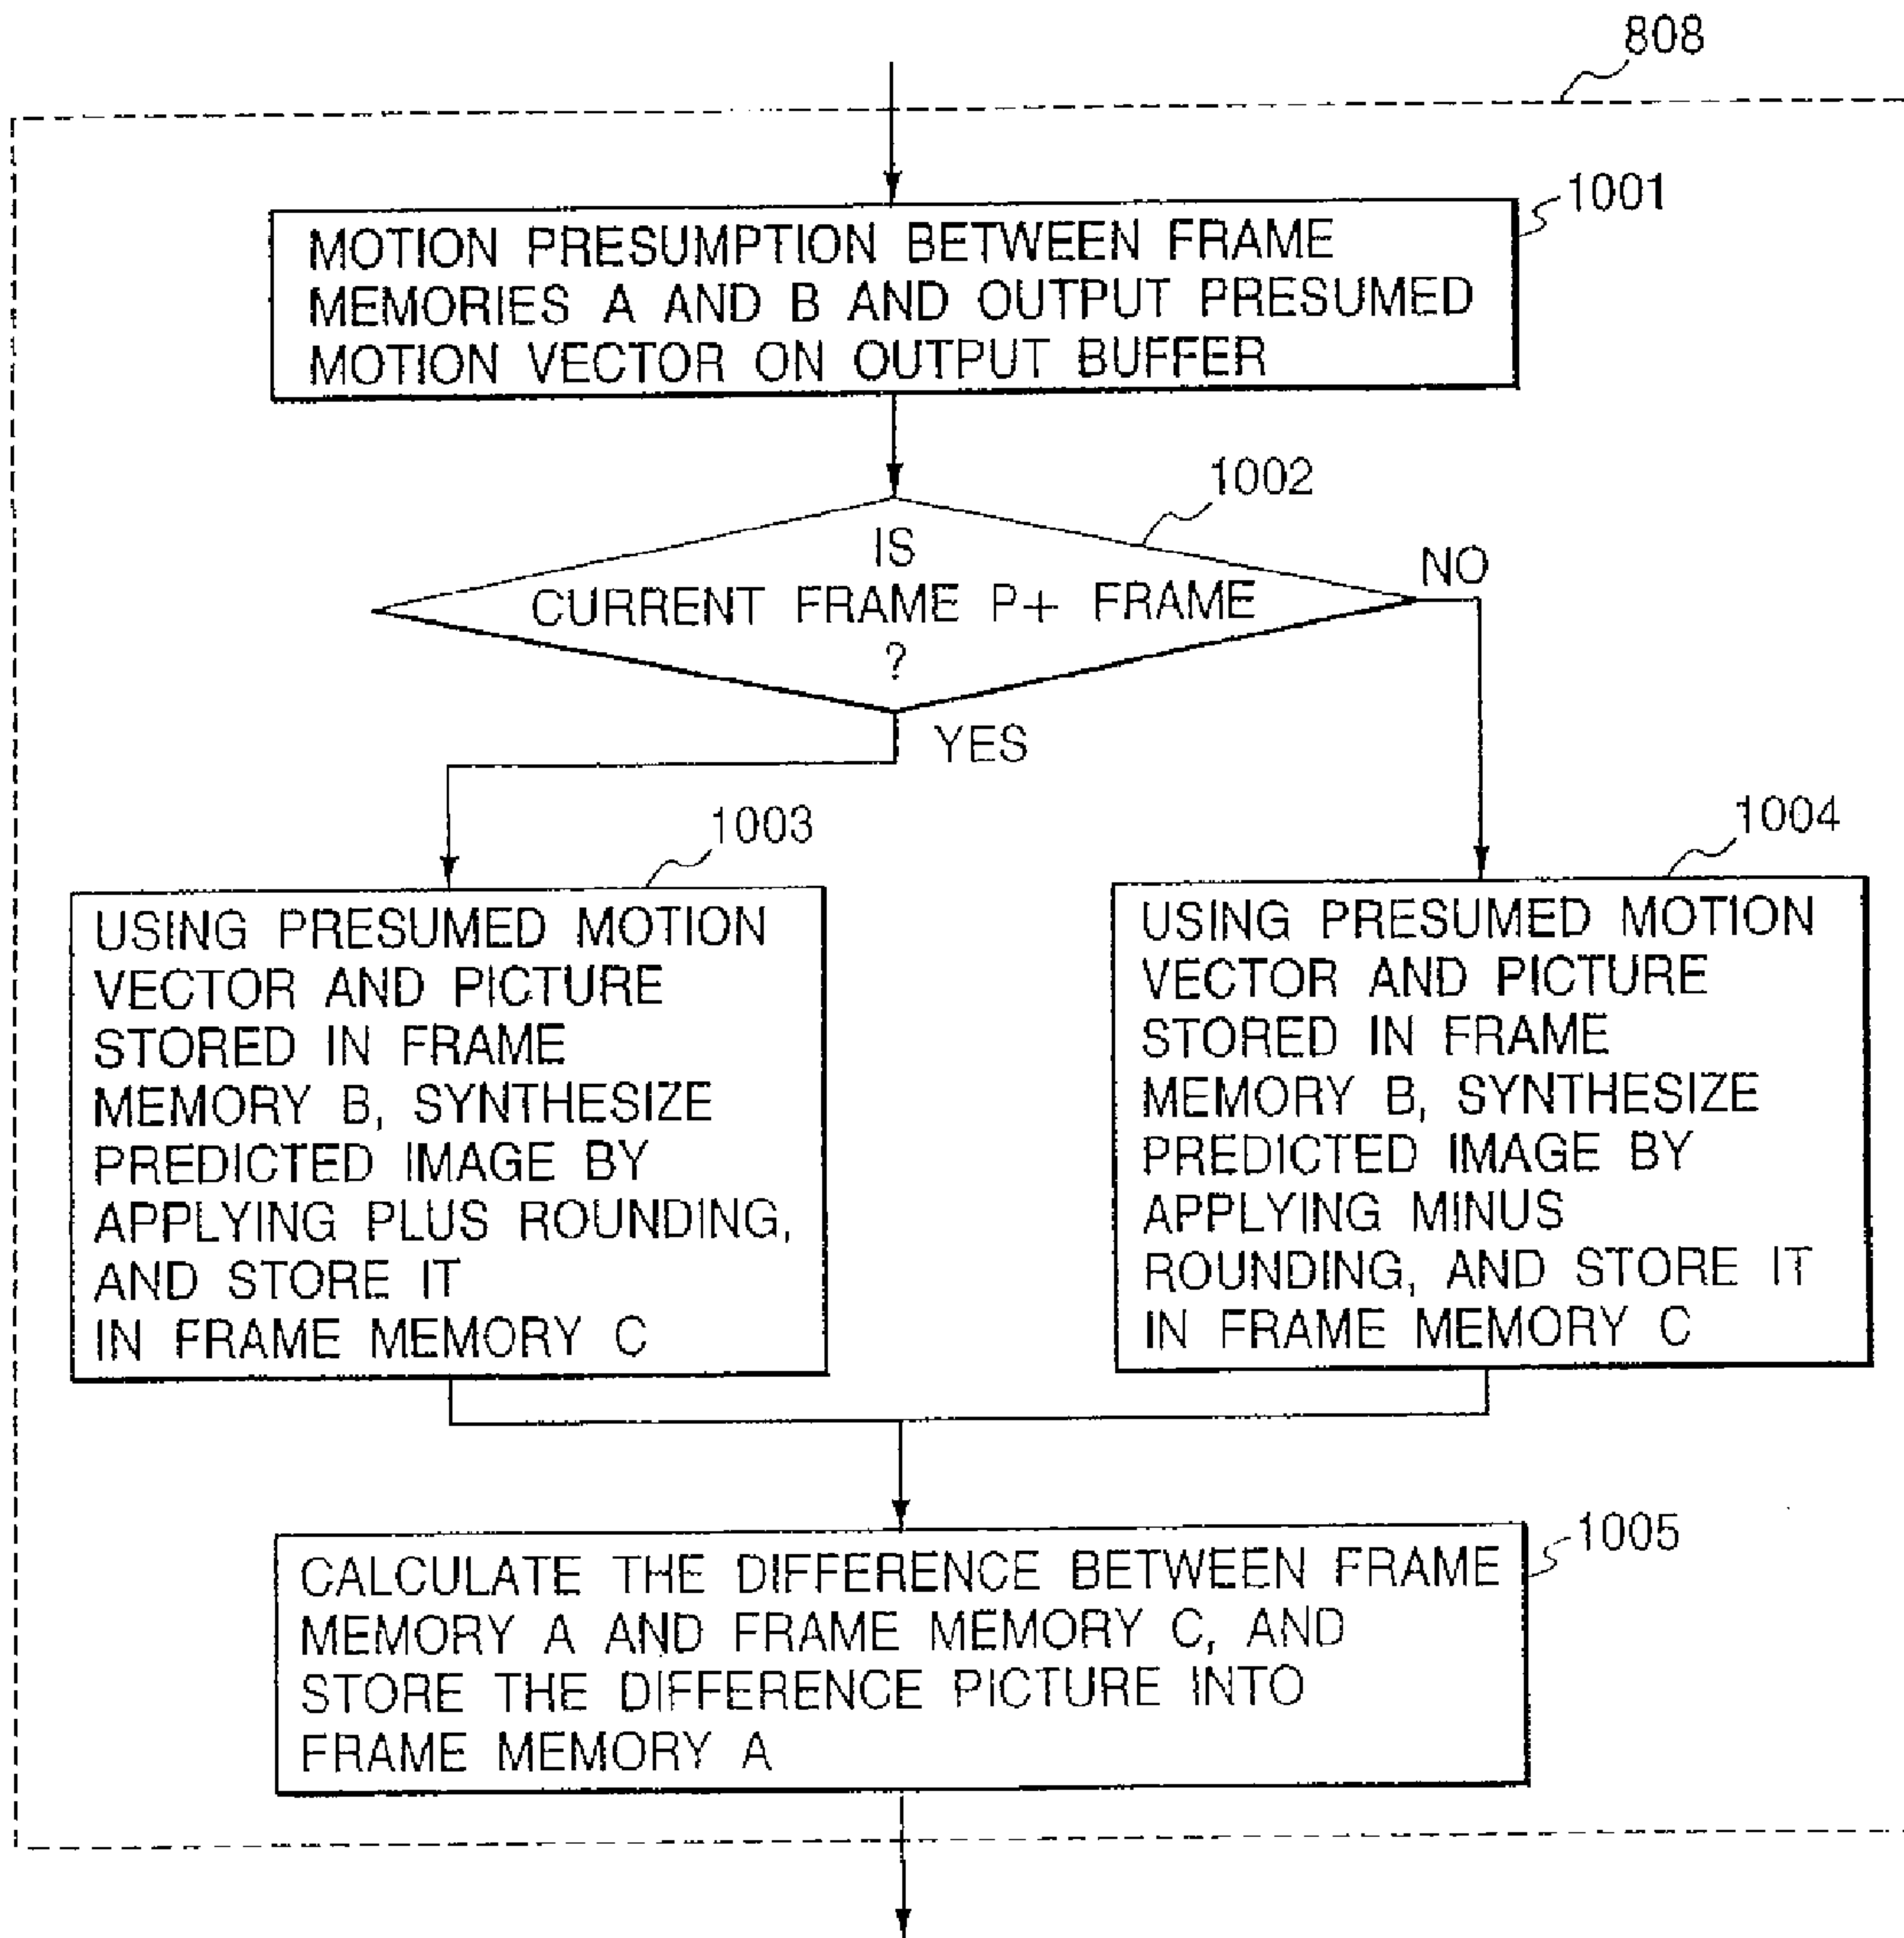 808
1001
MOTION PRESUMPTION BETWEEN FRAME
MEMORIES A AND B AND OUTPUT PRESUMED
MOTION VECTOR ON OUTPUT BUFFER
1002
IS
CURRENT FRAME P+ FRAME
?
NO
YES
1003
USING PRESUMED MOTION
VECTOR AND PICTURE
STORED IN FRAME
MEMORY B, SYNTHESIZE
PREDICTED IMAGE BY
APPLYING PLUS ROUNDING,
AND STORE IT
IN FRAME MEMORY C
1004
USING PRESUMED MOTION
VECTOR AND PICTURE
STORED IN FRAME
MEMORY B, SYNTHESIZE
PREDICTED IMAGE BY
APPLYING MINUS
ROUNDING, AND STORE IT
IN FRAME MEMORY C
1005
CALCULATE THE DIFFERENCE BETWEEN FRAME
MEMORY A AND FRAME MEMORY C, AND
STORE THE DIFFERENCE PICTURE INTO
FRAME MEMORY A